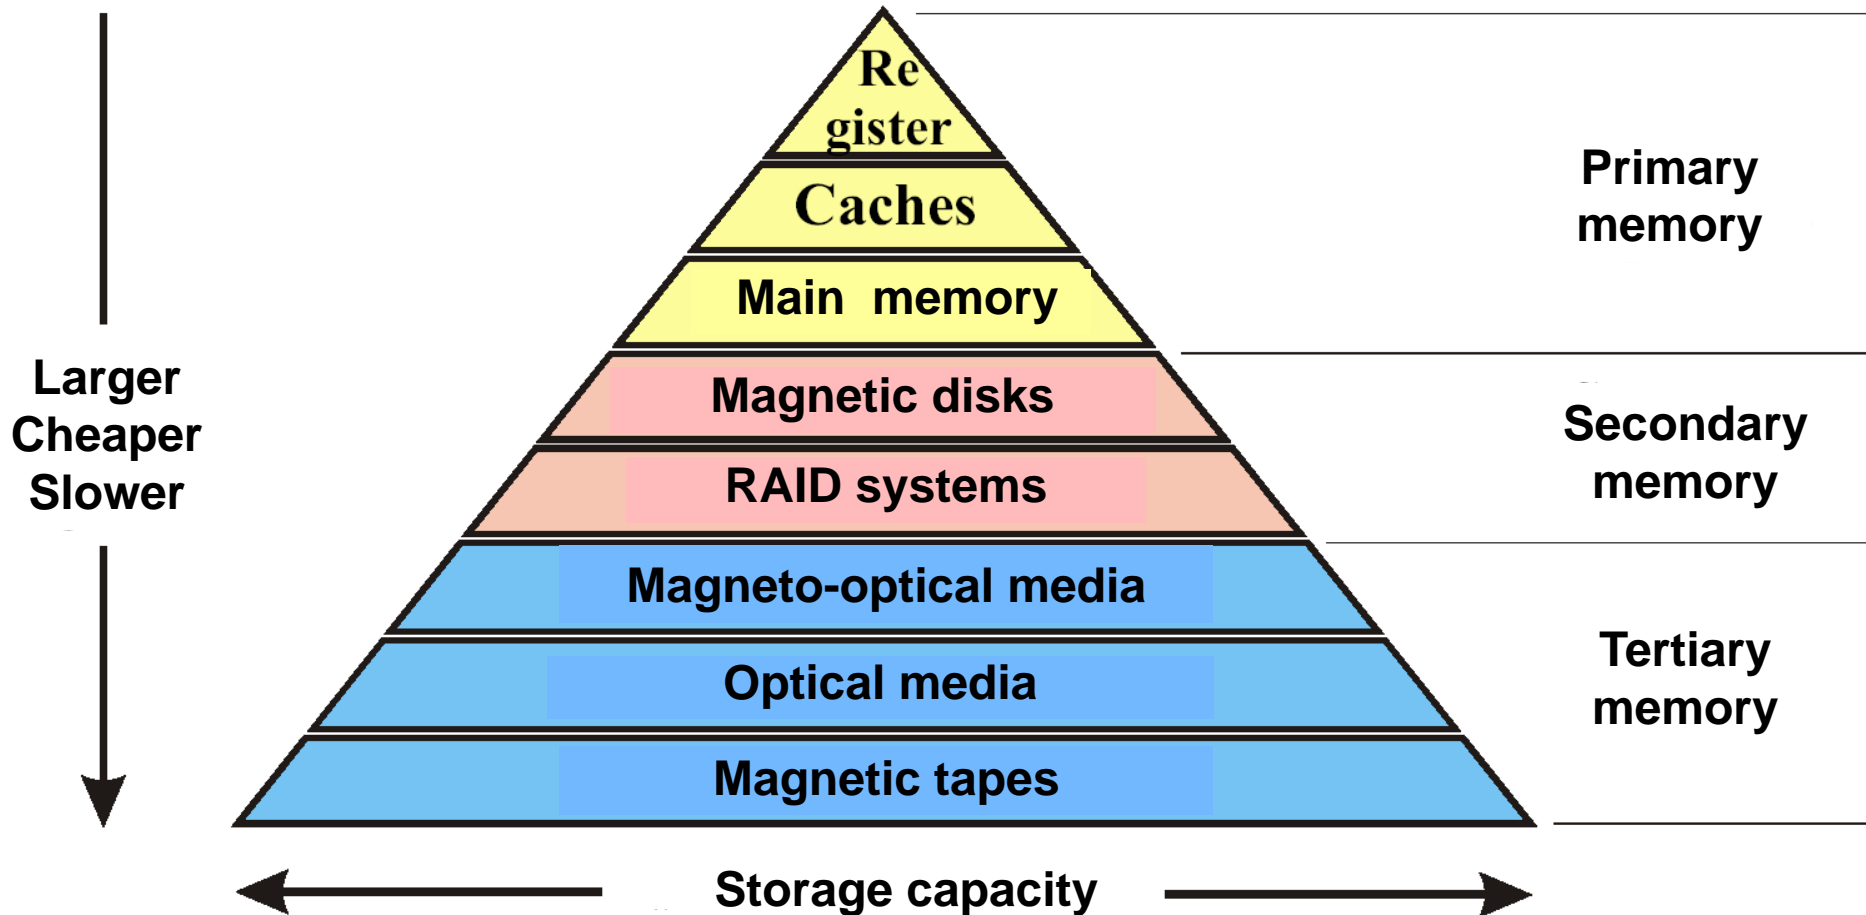 Re
gister
Caches
Main memory
Magnetic disks
RAID systems
Magneto-optical media
Optical media
Magnetic tapes
Larger
Cheaper
Slower
Primary
memory
Secondary
memory
Tertiary
memory
Storage capacity